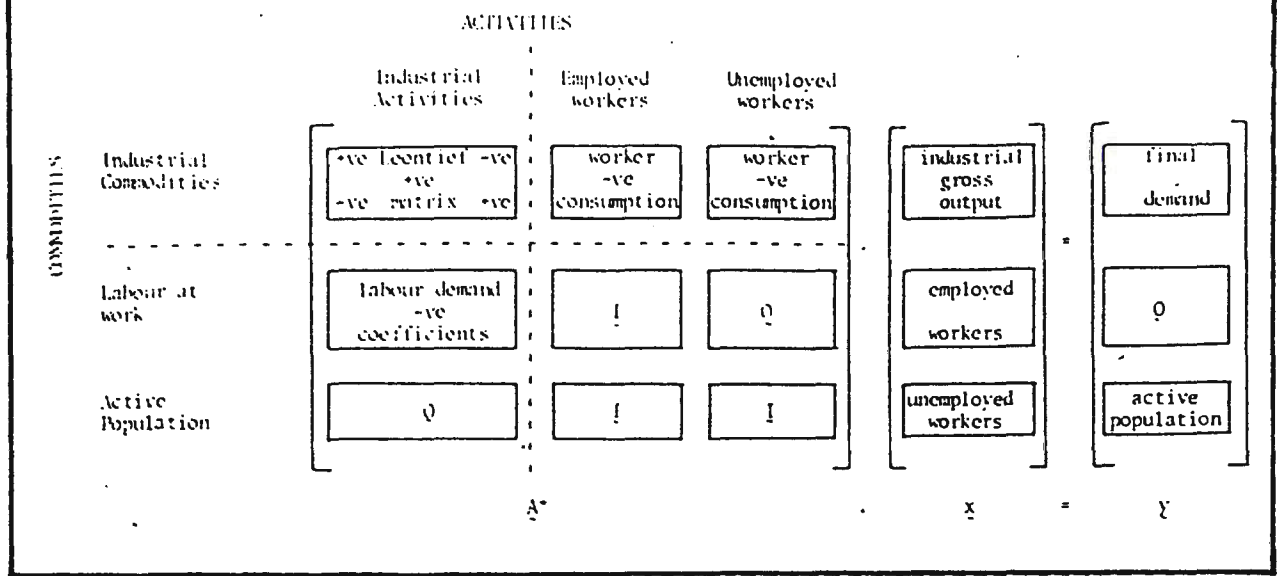 ACTIVITIES
Industrial Activities
Employed workers
Unemployed workers
COMMODITIES
Industrial Commodities
+ve Leontief -ve
+ve
-ve matrix +ve
worker
-ve
consumption
worker
-ve
consumption
industrial
gross
output
=
final
demand
Labour at
work
labour demand
-ve
coefficients
I
0
employed
workers
0
Active
Population
0
I
I
unemployed
workers
active
population
A* . x = y